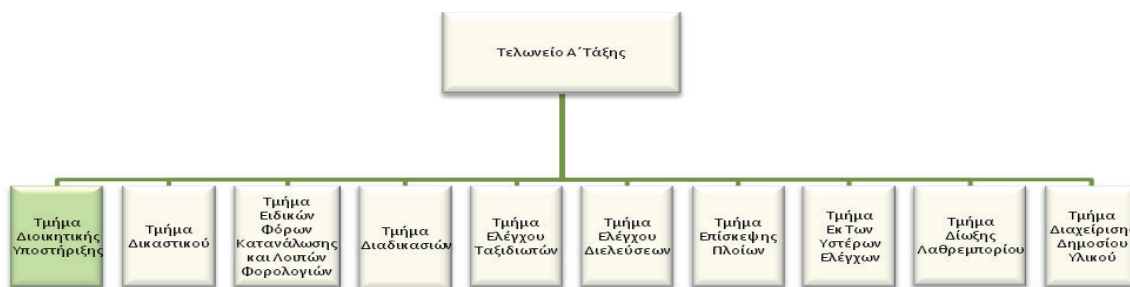 Τελωνείο Α΄Τάξης
Τμήμα
Διοικητικής
Υποστήριξης
Τμήμα
Δικαστικού
Τμήμα
Ειδικών
Φόρων
Κατανάλωσης
και Λοιπών
Φορολογιών
Τμήμα
Διαδικασιών
Τμήμα
Ελέγχου
Ταξιδιωτών
Τμήμα
Ελέγχου
Διελεύσεων
Τμήμα
Επίσκεψης
Πλοίων
Τμήμα
Εκ Των
Υστέρων
Ελέγχων
Τμήμα
Δίωξης
Λαθρεμπορίου
Τμήμα
Διαχείρισης
Δημοσίου
Υλικού